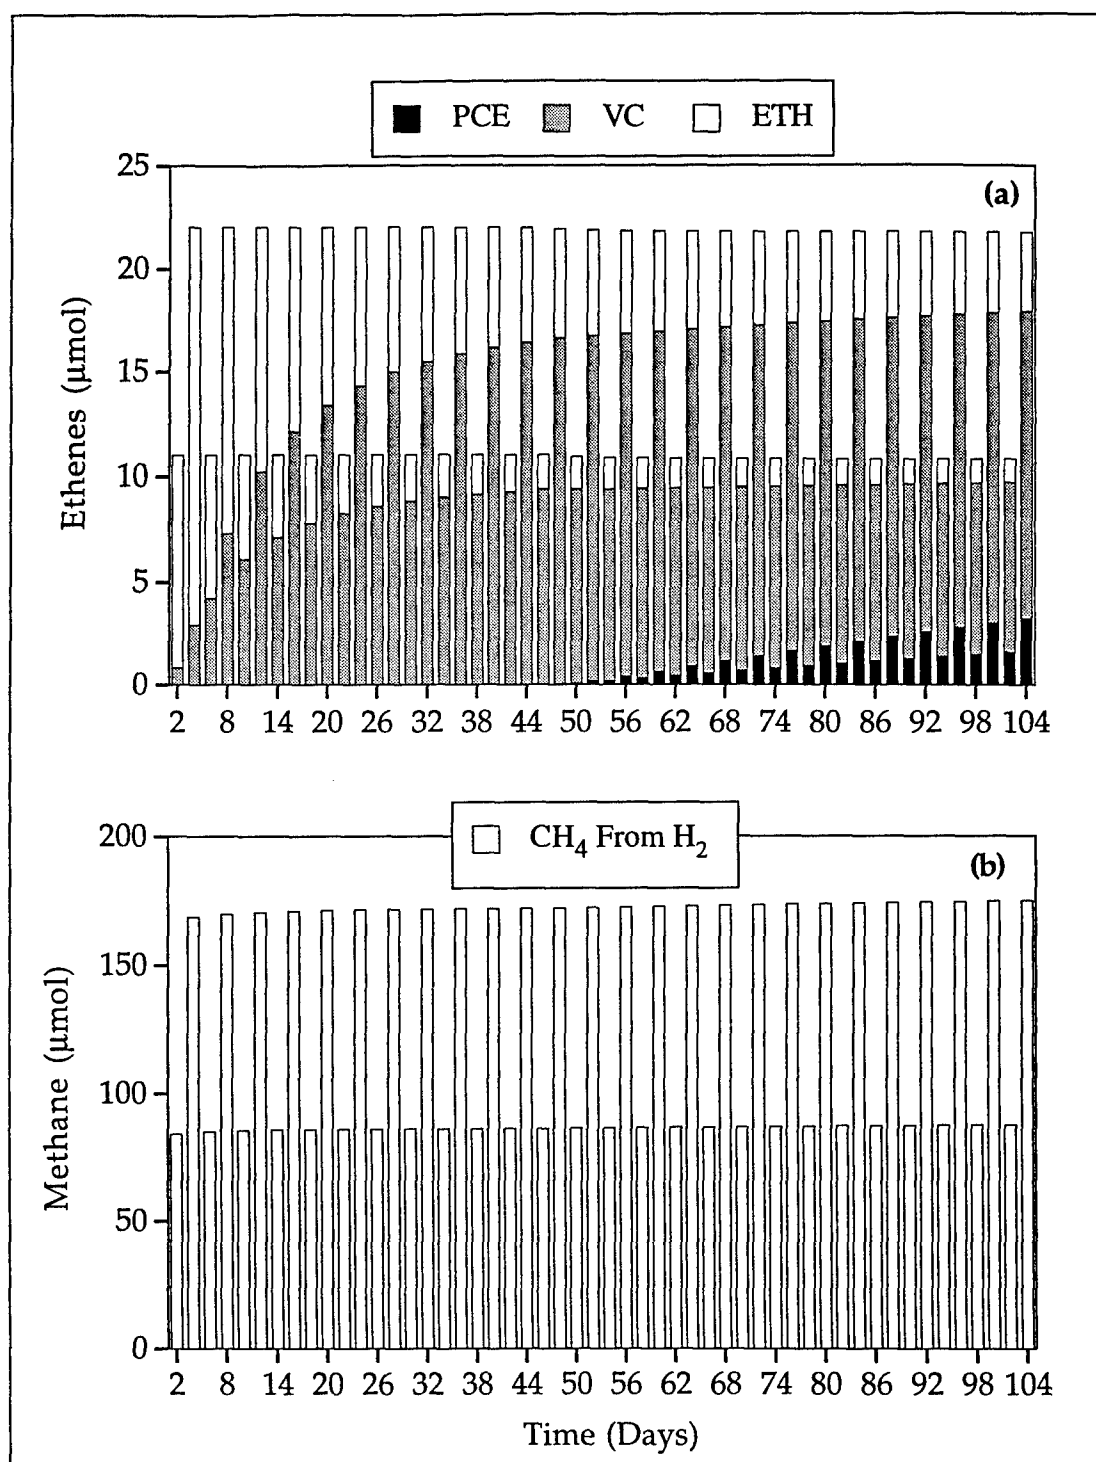 PCE VC ETH
(a)
25
20
15
10
5
0
Ethenes (µmol)
2 8 14 20 26 32 38 44 50 56 62 68 74 80 86 92 98 104
CH4 From H2
(b)
200
150
100
50
0
Methane (µmol)
2 8 14 20 26 32 38 44 50 56 62 68 74 80 86 92 98 104
Time (Days)